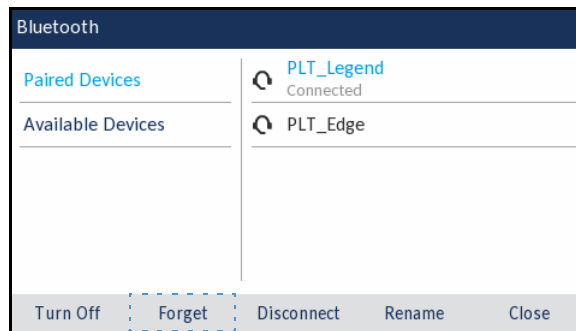 Bluetooth
Paired Devices
PLT_Legend
Connected
Available Devices
PLT_Edge
Turn Off Forget Disconnect Rename Close